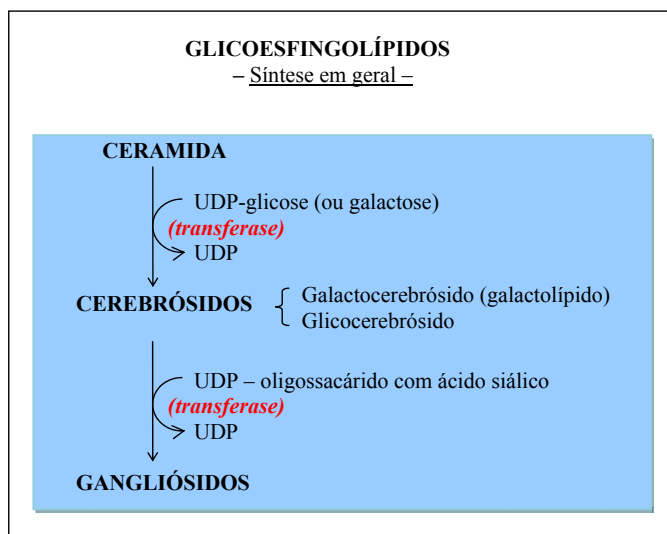 GLICOESFINGOLÍPIDOS
– Síntese em geral –
CERAMIDA
UDP-glicose (ou galactose)
(transferase)
UDP
CEREBRÓSIDOS
Galactocerebrósido (galactolípido)
Glicocerebrósido
UDP – oligossacárido com ácido siálico
(transferase)
UDP
GANGLIÓSIDOS